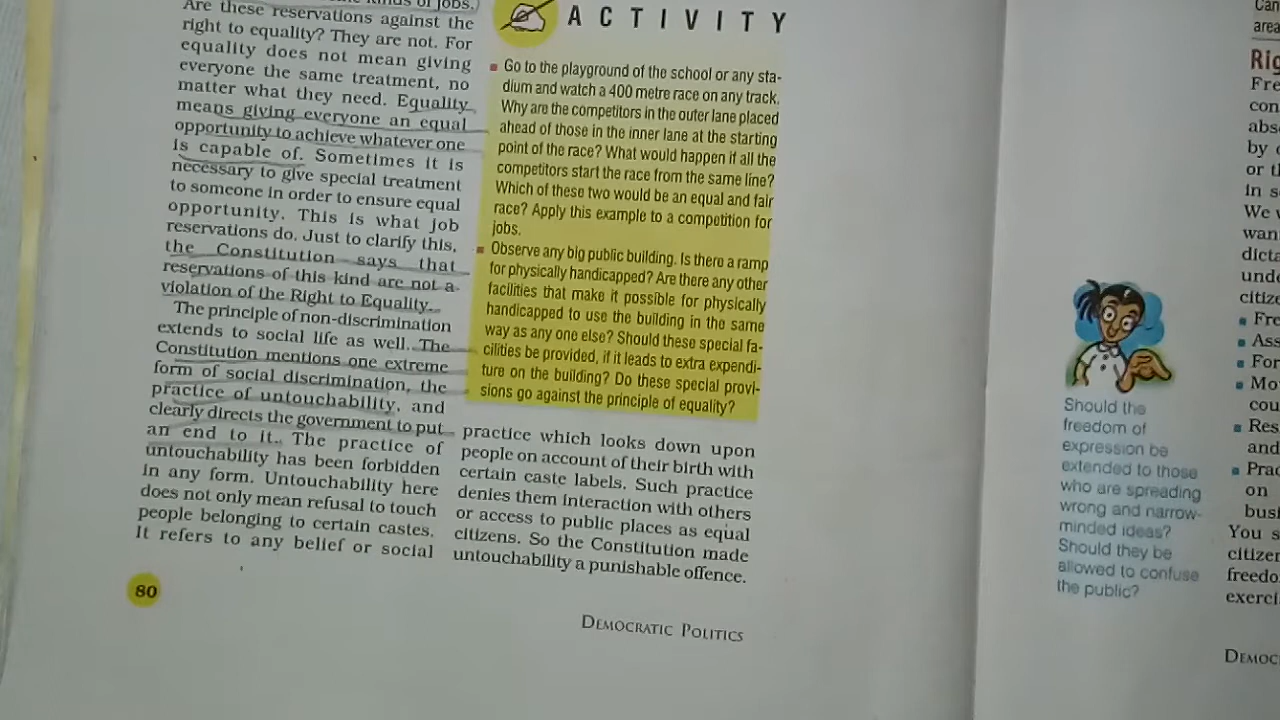 jobs.
Are these reservations against the
right to equality? They are not. For
equality does not mean giving
everyone the same treatment, no
matter what they need. Equality
means giving everyone an equal
opportunity to achieve whatever one
is capable of. Sometimes it is
necessary to give special treatment
to someone in order to ensure equal
opportunity. This is what job
reservations do. Just to clarify this,
the Constitution says that
reservations of this kind are not a
violation of the Right to Equality.
The principle of non-discrimination
extends to social life as well. The
Constitution mentions one extreme
form of social discrimination, the
practice of untouchability, and
clearly directs the government to put
an end to it. The practice of
untouchability has been forbidden
in any form. Untouchability here
does not only mean refusal to touch
people belonging to certain castes.
It refers to any belief or social
ACTIVITY
Go to the playground of the school or any sta-
dium and watch a 400 metre race on any track.
Why are the competitors in the outer lane placed
ahead of those in the inner lane at the starting
point of the race? What would happen if all the
competitors start the race from the same line?
Which of these two would be an equal and fair
race? Apply this example to a competition for
jobs.
Observe any big public building. Is there a ramp
for physically handicapped? Are there any other
facilities that make it possible for physically
handicapped to use the building in the same
way as any one else? Should these special fa-
cilities be provided, if it leads to extra expendi-
ture on the building? Do these special provi-
sions go against the principle of equality?
practice which looks down upon
people on account of their birth with
certain caste labels. Such practice
denies them interaction with others
or access to public places as equal
citizens. So the Constitution made
untouchability a punishable offence.
80
DEMOCRATIC POLITICS
Should the
freedom of
expression be
extended to those
who are spreading
wrong and narrow-
minded ideas?
Should they be
allowed to confuse
the public?
by
in
We
on
You